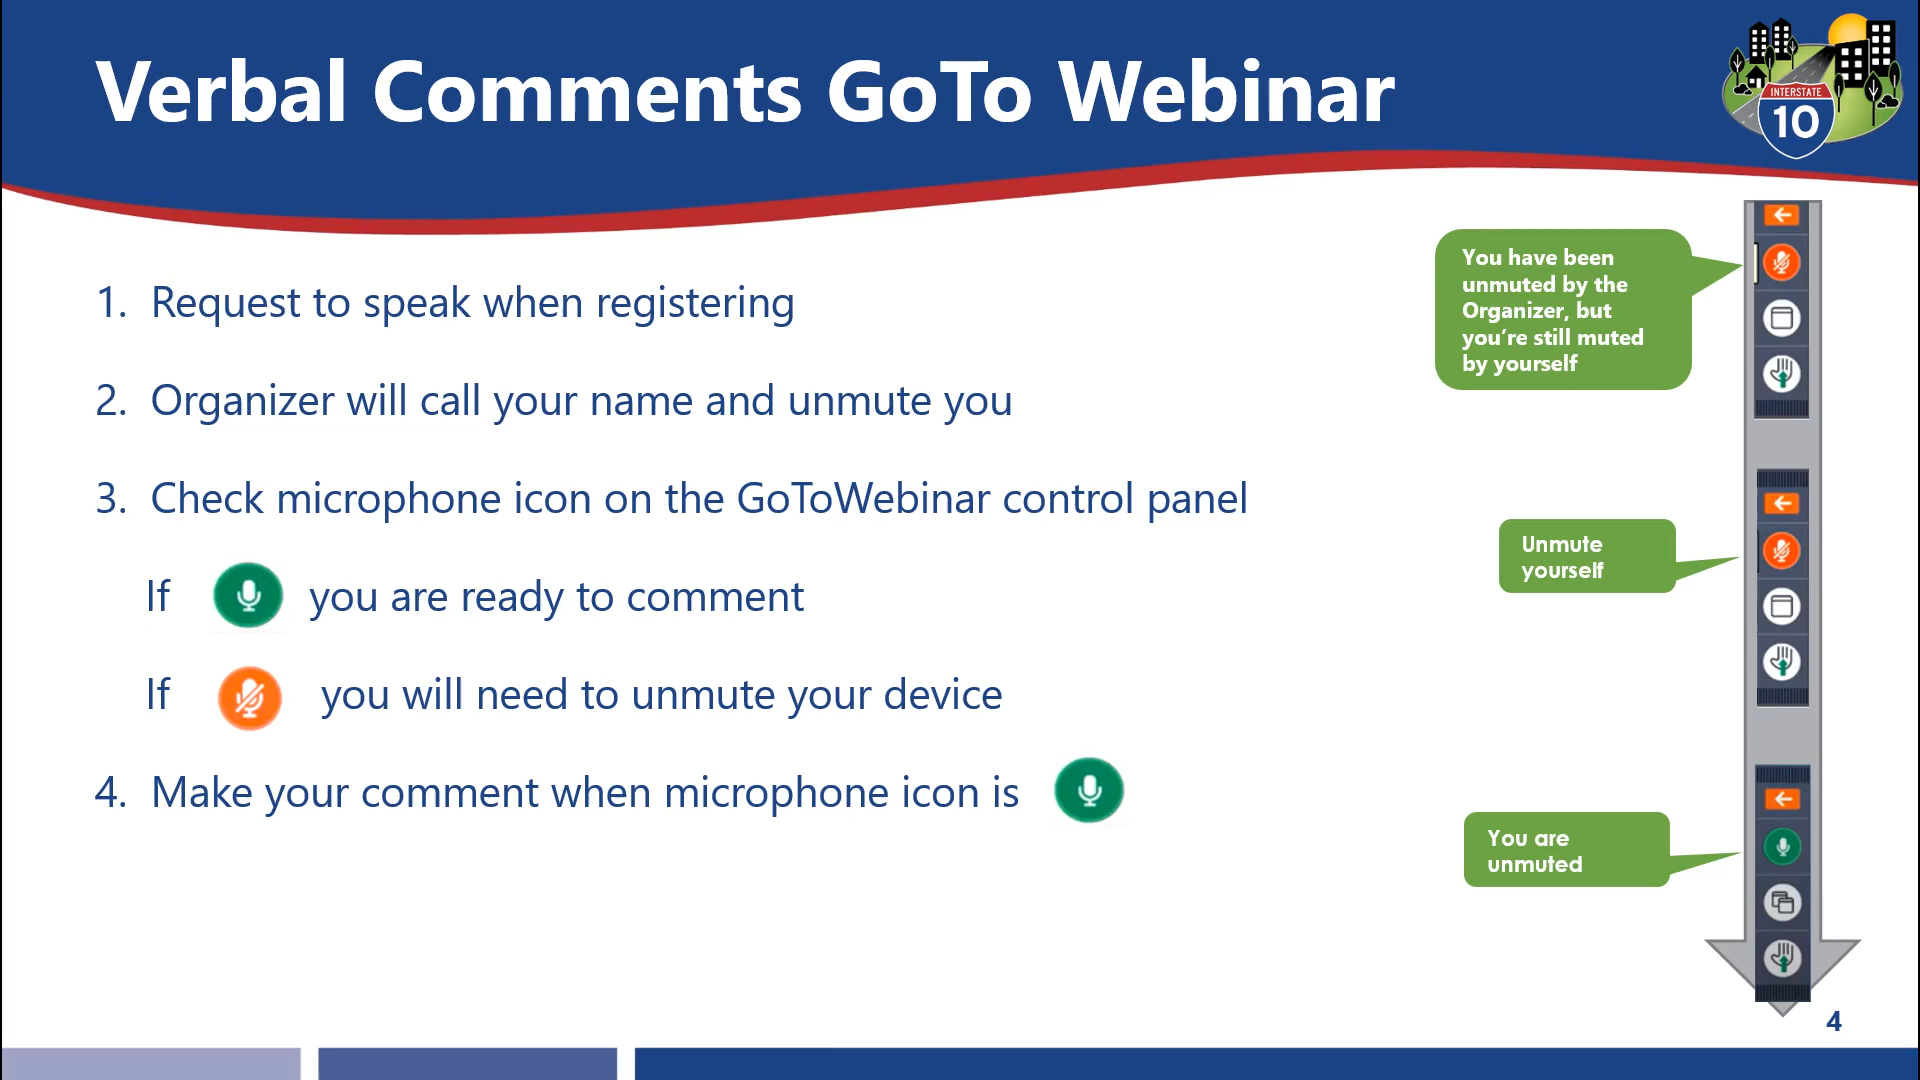 Verbal Comments GoTo Webinar
INTERSTATE
10
1. Request to speak when registering
2. Organizer will call your name and unmute you
3. Check microphone icon on the GoToWebinar control panel
If you are ready to comment
If you will need to unmute your device
4. Make your comment when microphone icon is
You have been
unmuted by the
Organizer, but
you’re still muted
by yourself
Unmute
yourself
You are
unmuted
4